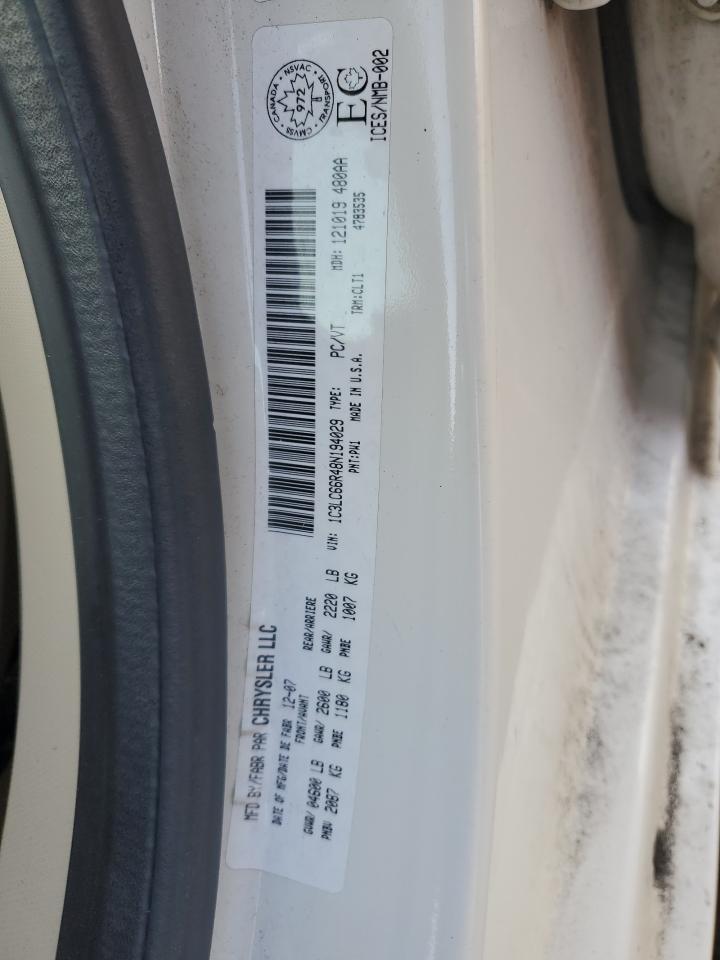 MFD BY/FABR PAR CHRYSLER LLC
DATE OF MFG/DATE DE FABR 12-07
FRONT/AVANT REAR/ARRIERE
GVWR/ 04600 LB GAWR/ 2600 LB GAWR/ 2220 LB
PNBV 2087 KG PNBE 1180 KG PNBE 1007 KG
VIN: 1C3LC66R48N194029 TYPE: PC/VT MDH: 121019 480AA
PNT:PW1 MADE IN U.S.A. TRM:CLT1 4783535
CANADA • NSVAC • TRANSPORT • CMVSS
972
EC
ICES/NMB-002